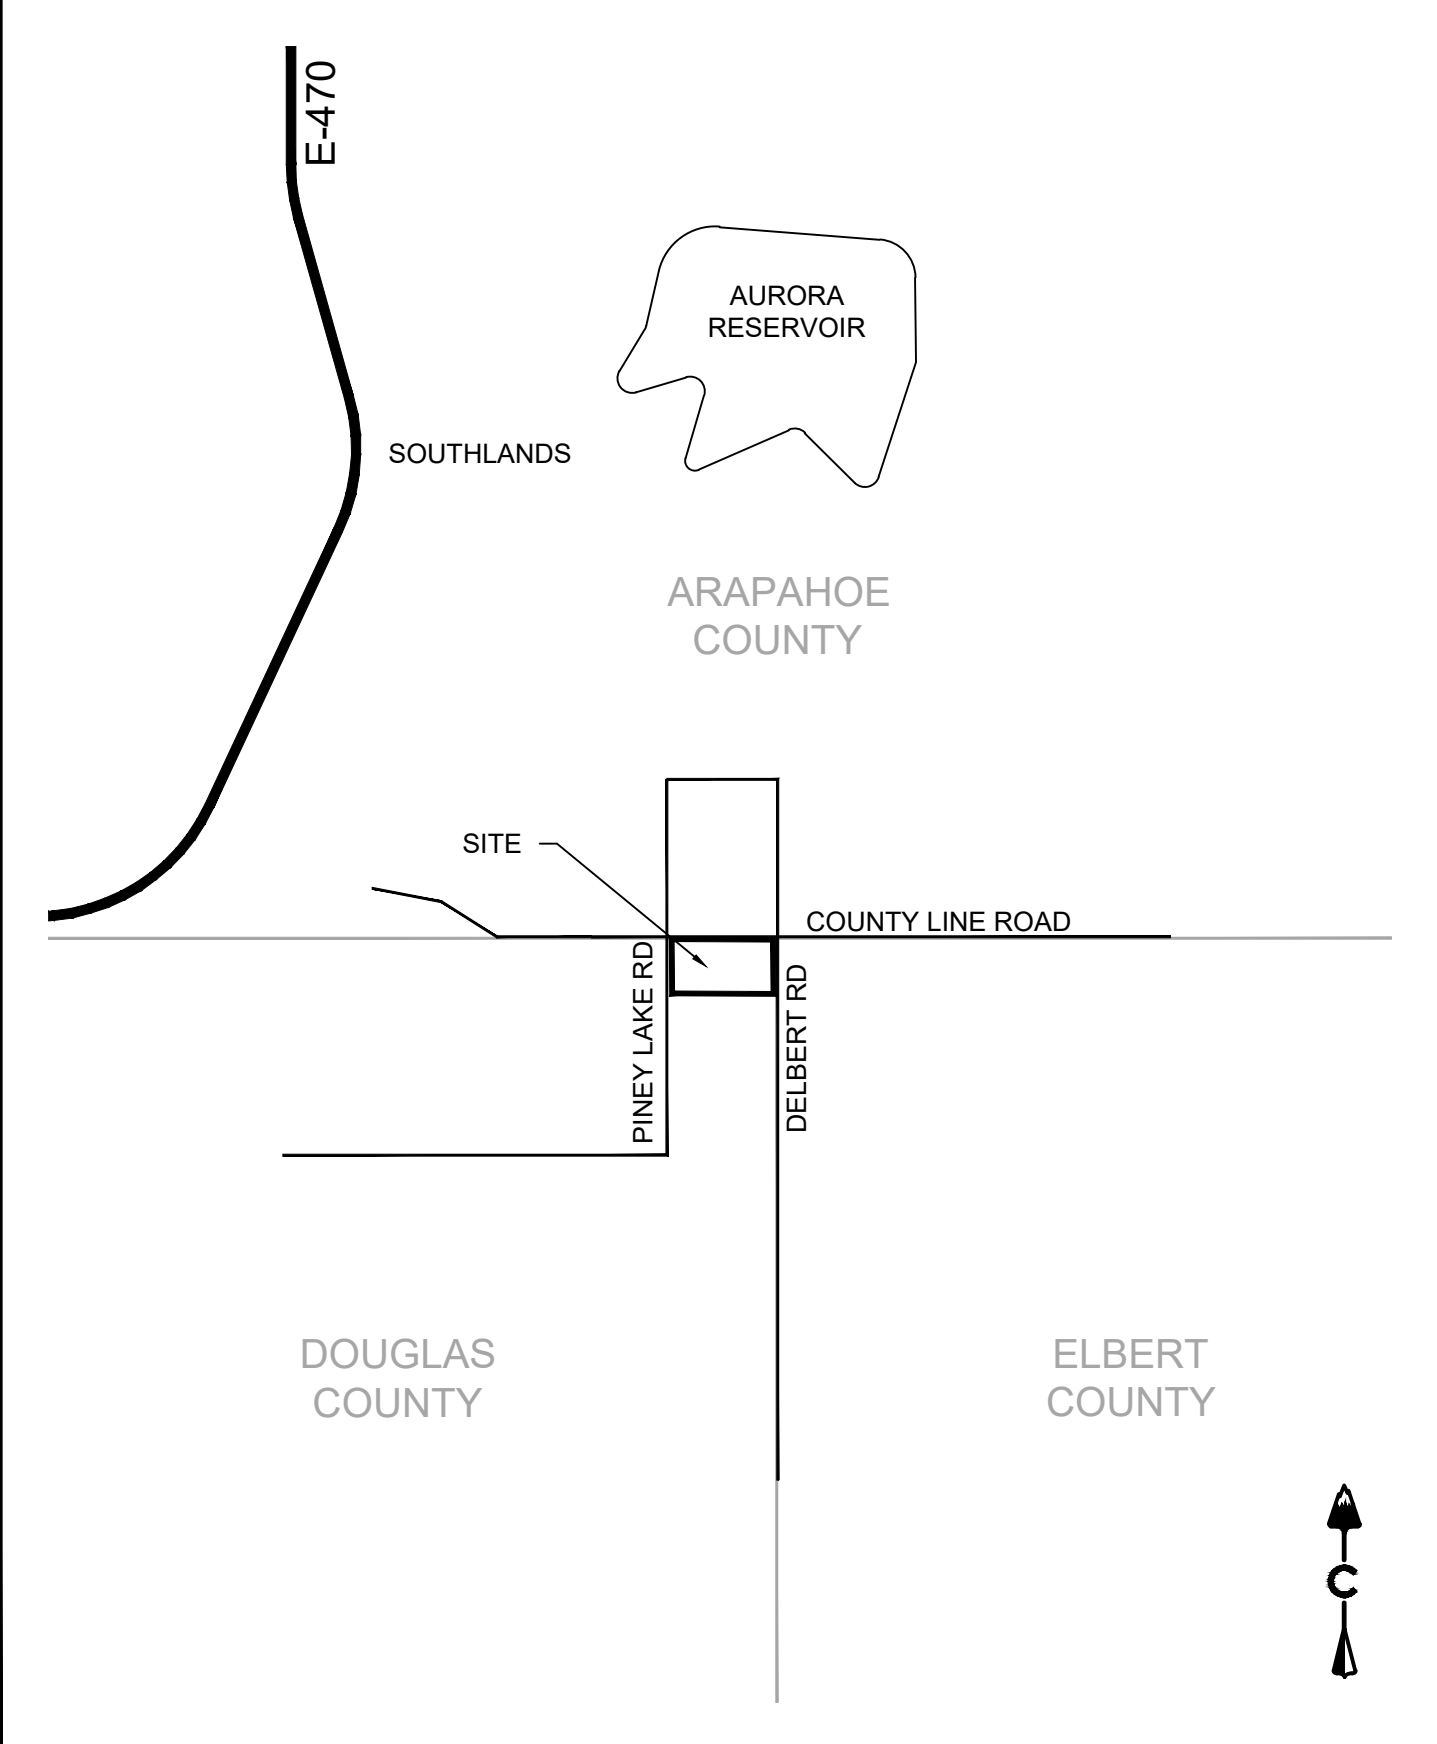 E-470
AURORA
RESERVOIR
SOUTHLANDS
ARAPAHOE
COUNTY
SITE
COUNTY LINE ROAD
PINEY LAKE RD
DELBERT RD
DOUGLAS
COUNTY
ELBERT
COUNTY
C